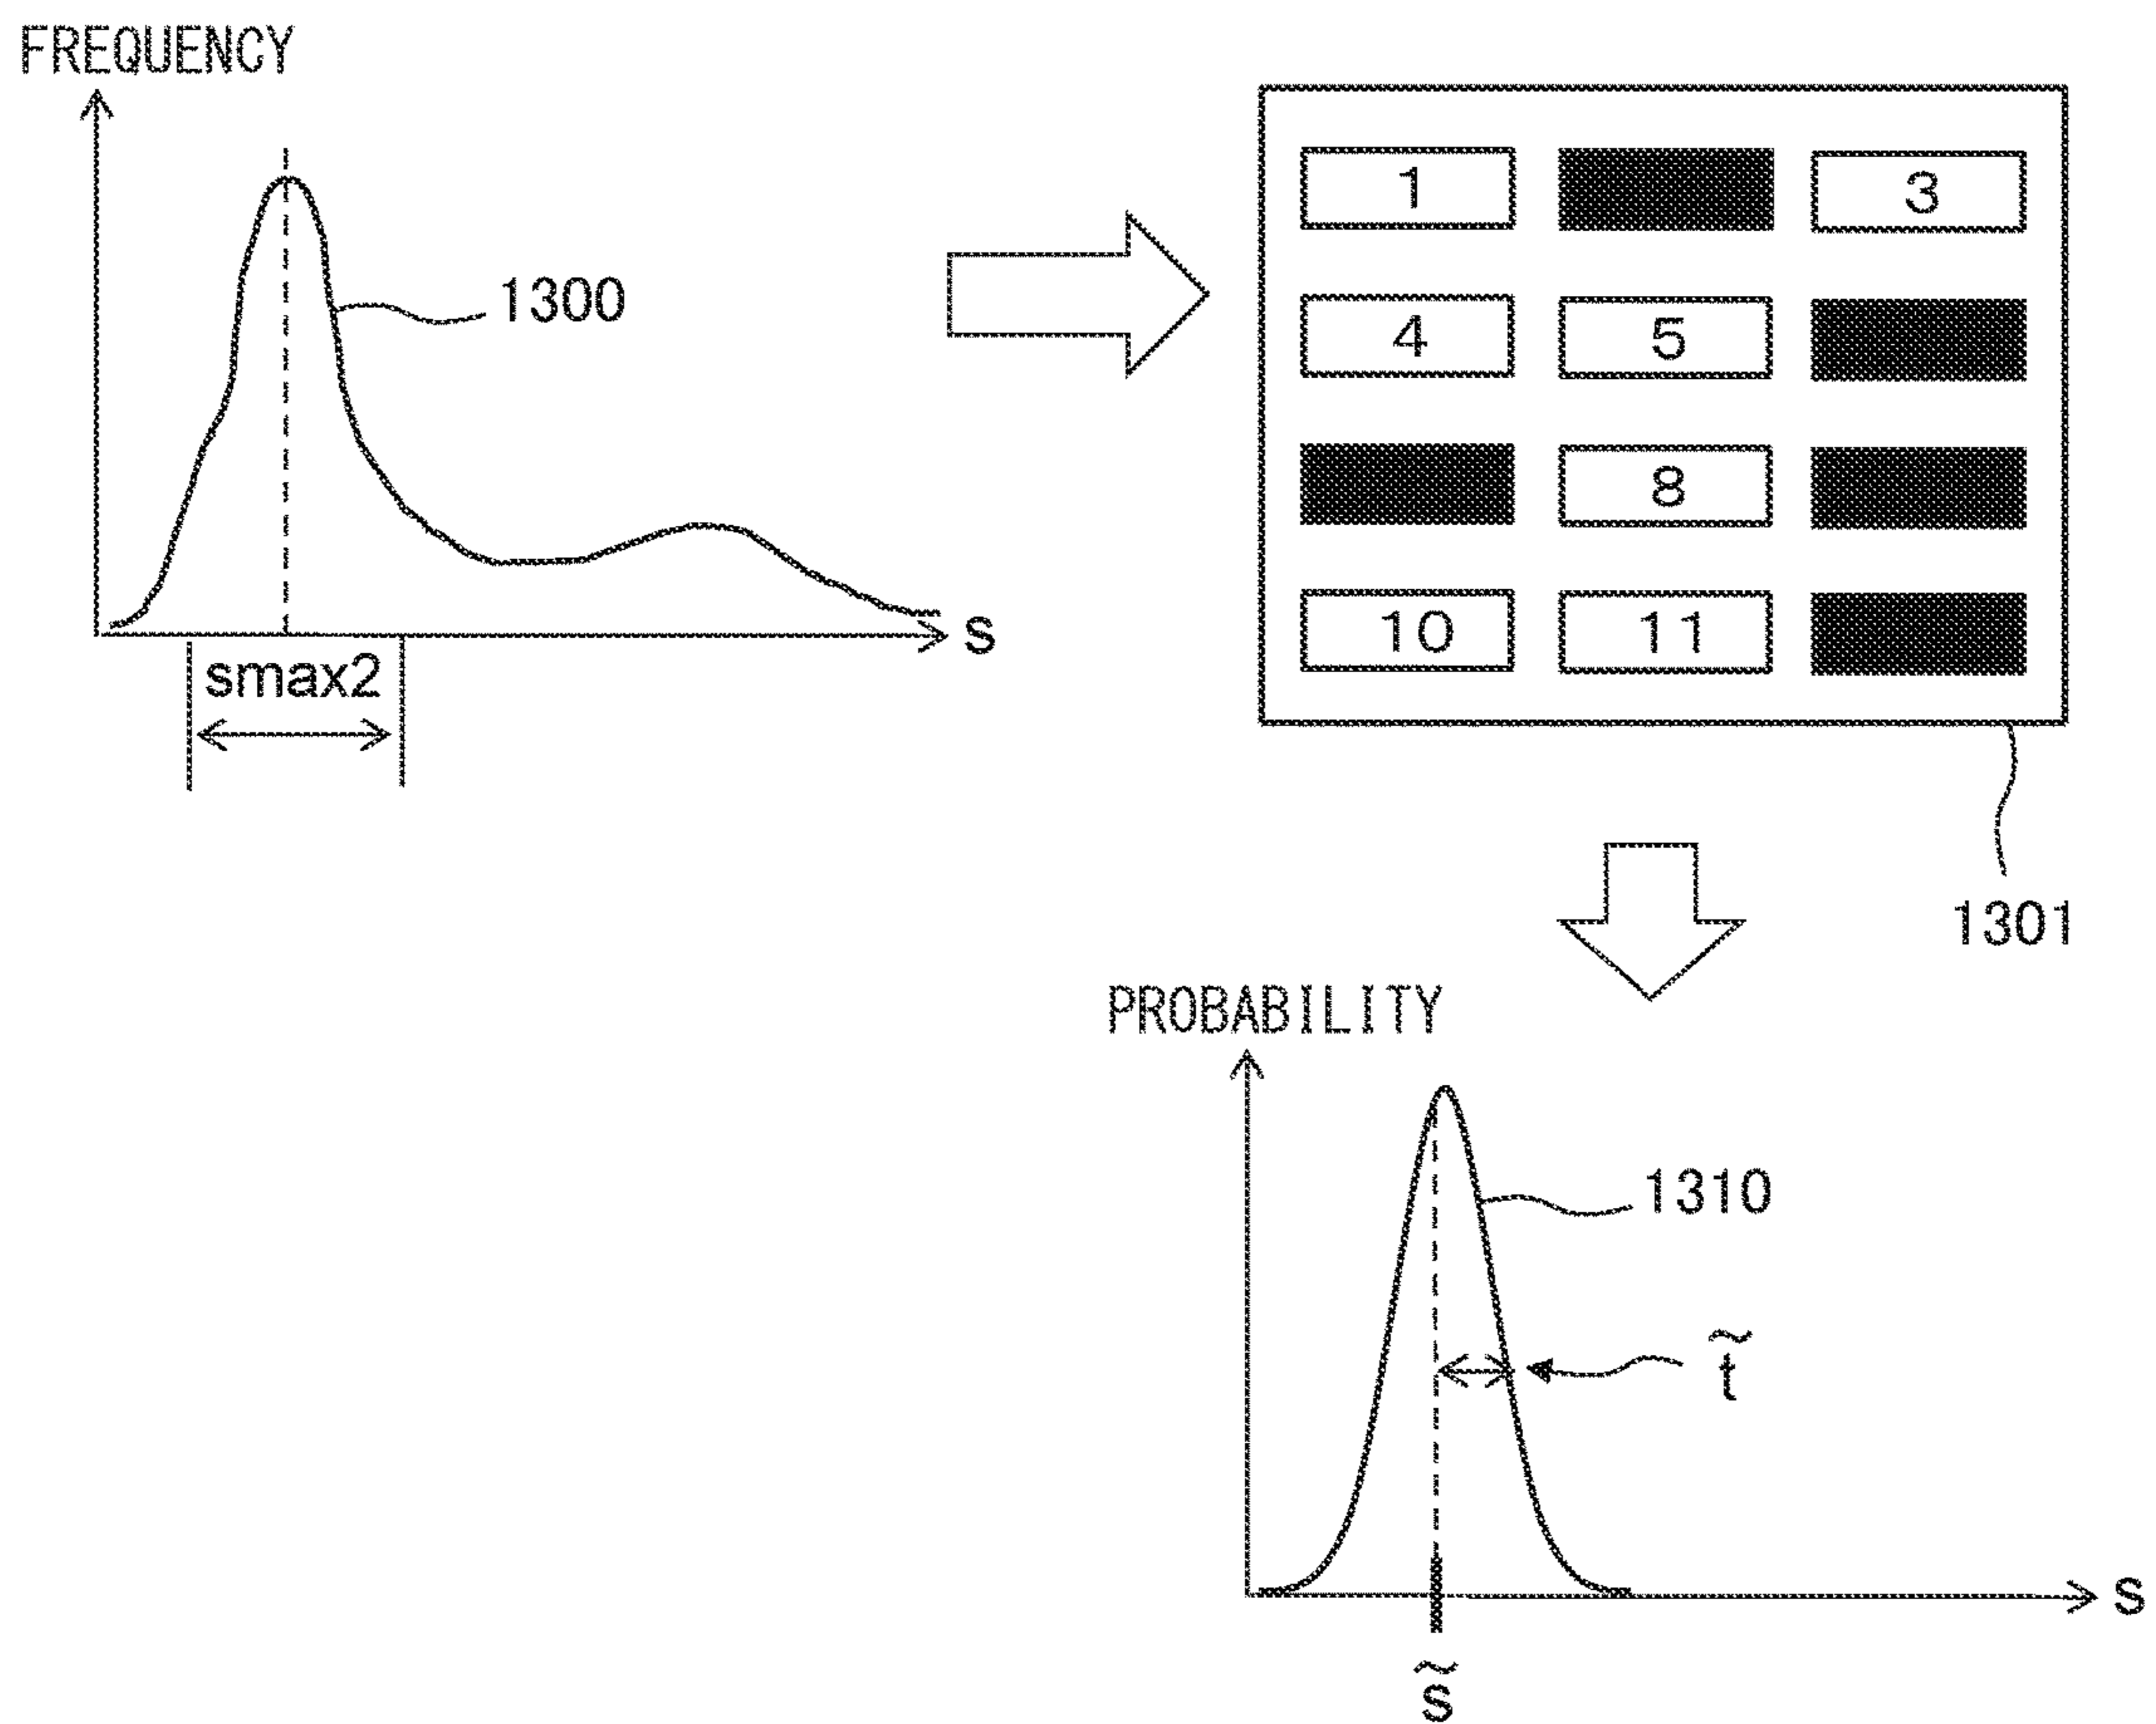 FREQUENCY
1300
s
smax2
1 3
4 5
8
10 11
1301
PROBABILITY
1310
t̃
s
s̃